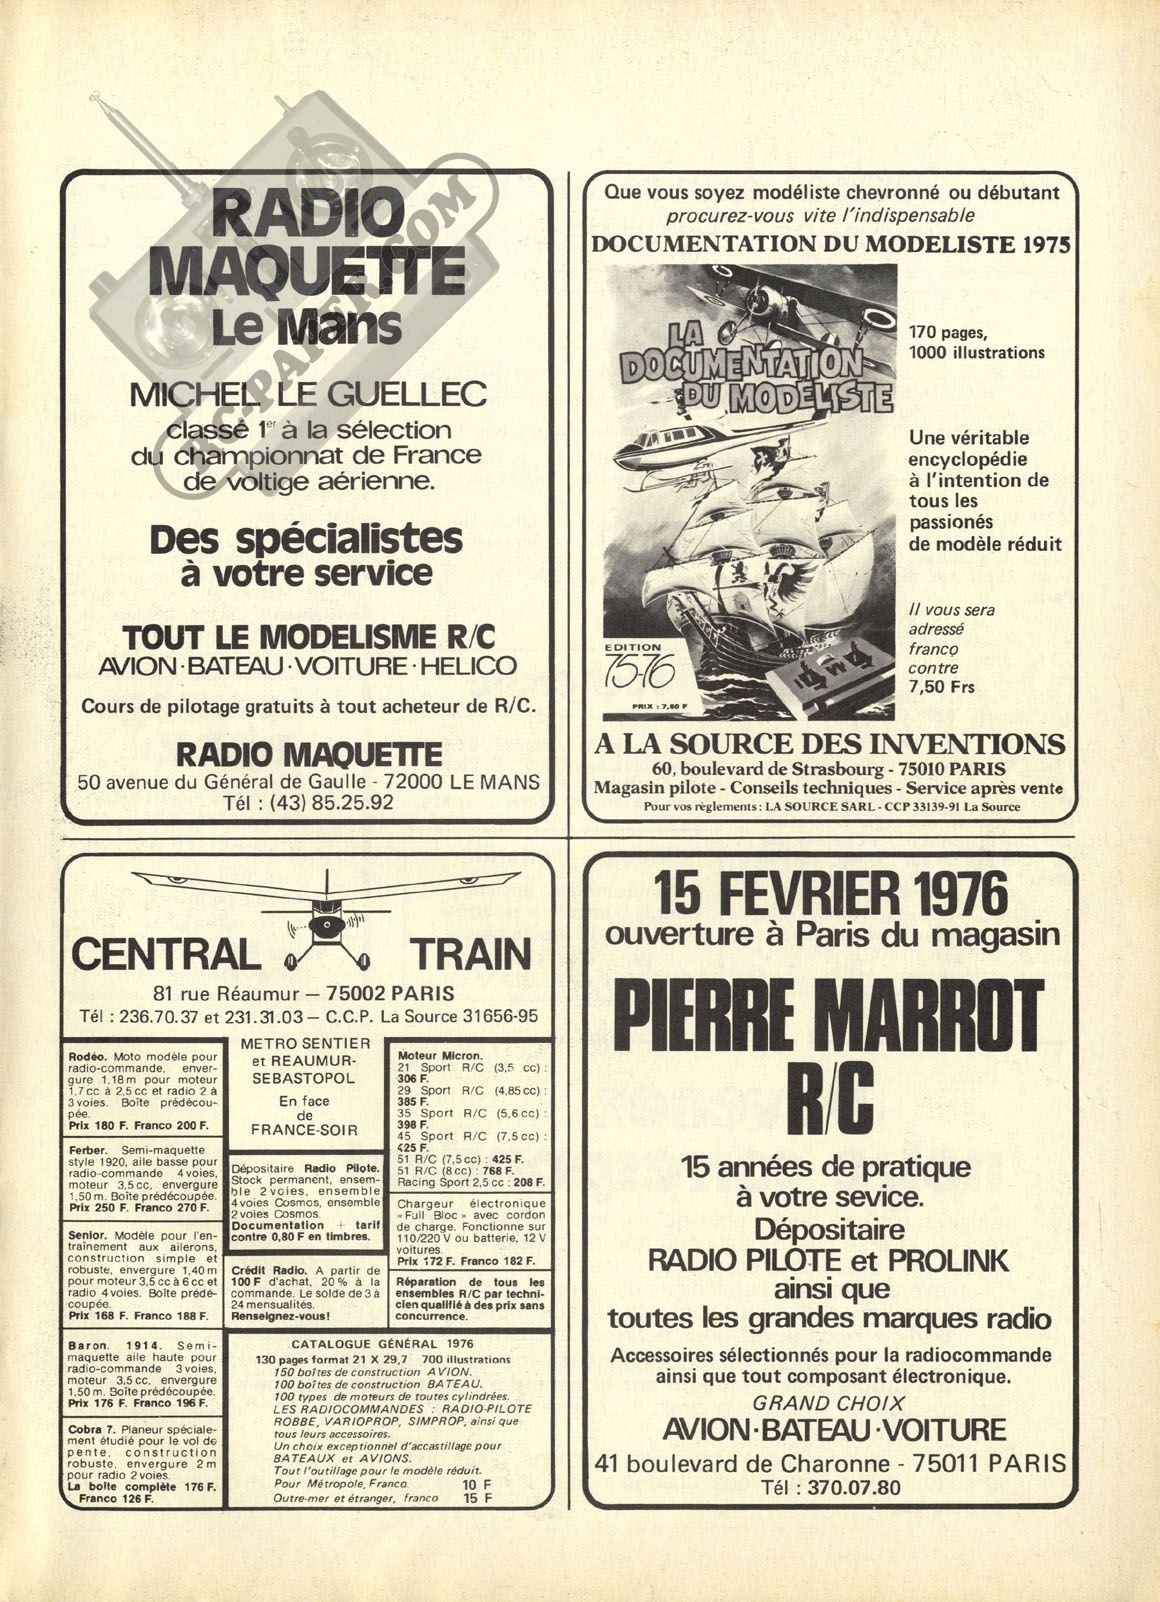 RADIO
MAQUETTE
Le Mans
MICHEL LE GUELLEC
classé 1er à la sélection
du championnat de France
de voltige aérienne.
Des spécialistes
à votre service
TOUT LE MODELISME R/C
AVION·BATEAU·VOITURE·HELICO
Cours de pilotage gratuits à tout acheteur de R/C.
RADIO MAQUETTE
50 avenue du Général de Gaulle - 72000 LE MANS
Tél : (43) 85.25.92
RC-PAPER.COM
Que vous soyez modéliste chevronné ou débutant
procurez-vous vite l'indispensable
DOCUMENTATION DU MODELISTE 1975
LA
DOCUMENTATION
DU MODELISTE
EDITION
75-76
PRIX : 7,50 F
170 pages,
1000 illustrations
Une véritable
encyclopédie
à l'intention de
tous les
passionés
de modèle réduit
Il vous sera
adressé
franco
contre
7,50 Frs
A LA SOURCE DES INVENTIONS
60, boulevard de Strasbourg - 75010 PARIS
Magasin pilote - Conseils techniques - Service après vente
Pour vos règlements : LA SOURCE SARL - CCP 33139-91 La Source
CENTRAL TRAIN
81 rue Réaumur — 75002 PARIS
Tél : 236.70.37 et 231.31.03 — C.C.P. La Source 31656-95
Rodéo. Moto modèle pour
radio-commande, enver-
gure 1,18m pour moteur
1,7cc à 2,5cc et radio 2 à
3 voies. Boîte prédécou-
pée.
Prix 180 F. Franco 200 F.
Ferber. Semi-maquette
style 1920, aile basse pour
radio-commande 4 voies,
moteur 3,5cc, envergure
1,50 m. Boîte prédécoupée.
Prix 250 F. Franco 270 F.
Senior. Modèle pour l'en-
traînement aux ailerons,
construction simple et
robuste, envergure 1,40m
pour moteur 3,5 cc à 6 cc et
radio 4 voies. Boîte prédé-
coupée.
Prix 168 F. Franco 188 F.
Baron. 1914. Semi-
maquette aile haute pour
radio-commande 3 voies,
moteur 3,5 cc, envergure
1,50 m. Boîte prédécoupée.
Prix 176 F. Franco 196 F.
Cobra 7. Planeur spéciale-
ment étudié pour le vol de
pente, construction
robuste, envergure 2 m
pour radio 2 voies.
La boîte complète 176 F.
Franco 126 F.
METRO SENTIER
et REAUMUR-
SEBASTOPOL
En face
de
FRANCE-SOIR
Dépositaire Radio Pilote.
Stock permanent, ensem-
ble 2 voies, ensemble
4 voies Cosmos, ensemble
2 voies Cosmos.
Documentation + tarif
contre 0,80 F en timbres.
Crédit Radio. A partir de
100 F d'achat, 20 % à la
commande. Le solde de 3 à
24 mensualités.
Renseignez-vous!
Moteur Micron.
21 Sport R/C (3,5 cc) :
306 F.
29 Sport R/C (4,85cc) :
385 F.
35 Sport R/C (5,6 cc) :
398 F.
45 Sport R/C (7,5 cc) :
425 F.
51 R/C (7,5 cc) : 425 F.
51 R/C (8 cc) : 768 F.
Racing Sport 2,5 cc : 208 F.
Chargeur électronique
«Full Bloc» avec cordon
de charge. Fonctionne sur
110/220 V ou batterie, 12 V
voitures.
Prix 172 F. Franco 182 F.
Réparation de tous les
ensembles R/C par techni-
cien qualifié à des prix sans
concurrence.
CATALOGUE GÉNÉRAL 1976
130 pages format 21 X 29,7 700 illustrations
150 boîtes de construction AVION.
100 boîtes de construction BATEAU.
100 types de moteurs de toutes cylindrées.
LES RADIOCOMMANDES : RADIO-PILOTE
ROBBE, VARIOPROP, SIMPROP, ainsi que
tous leurs accessoires.
Un choix exceptionnel d'accastillage pour
BATEAUX et AVIONS.
Tout l'outillage pour le modèle réduit.
Pour Métropole, Franco. 10 F
Outre-mer et étranger, franco 15 F
15 FEVRIER 1976
ouverture à Paris du magasin
PIERRE MARROT
R/C
15 années de pratique
à votre sevice.
Dépositaire
RADIO PILOTE et PROLINK
ainsi que
toutes les grandes marques radio
Accessoires sélectionnés pour la radiocommande
ainsi que tout composant électronique.
GRAND CHOIX
AVION·BATEAU·VOITURE
41 boulevard de Charonne - 75011 PARIS
Tél : 370.07.80